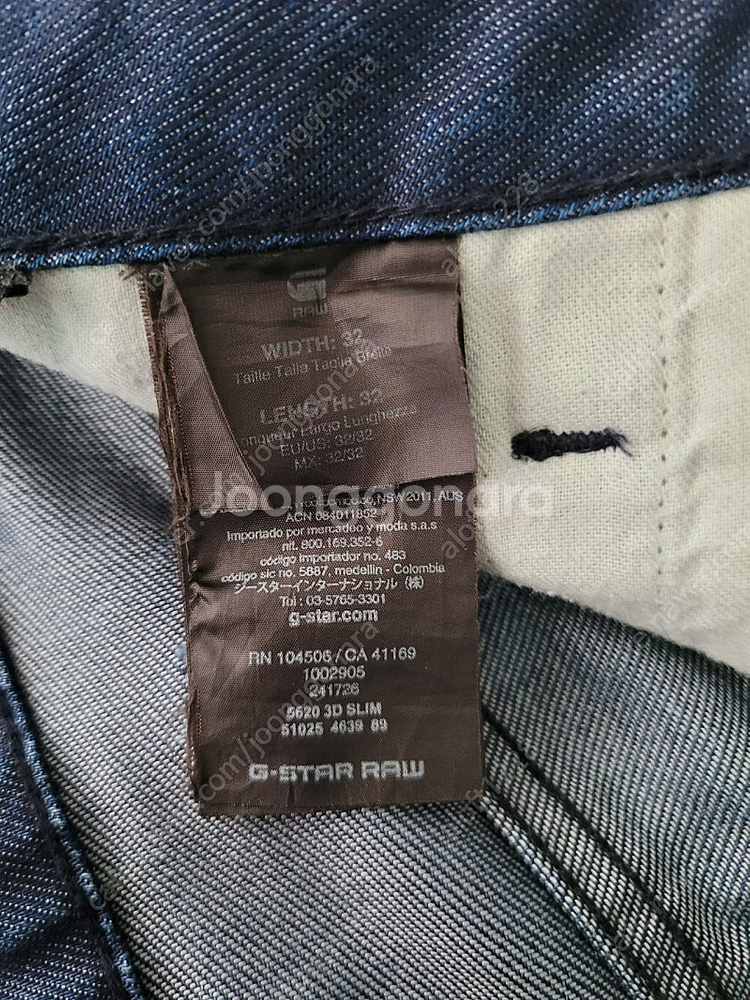 RAW
WIDTH: 32
Taille Talla Taglia Breite
LENGTH: 32
Longueur Largo Lunghezza
EU/US: 32/32
MX: 32/32
Joonggonara
NSW 2011, AUS
ACN 084011852
Importado por mercadeo y moda s.a.s
nit. 800.169.352-6
código importador no. 483
código sic no. 5887, medellin - Colombia
ジースターインターナショナル (株)
Tel : 03-5765-3301
g-star.com
RN 104506 / CA 41169
1002905
241726
5620 3D SLIM
51025 4639 89
G-STAR RAW